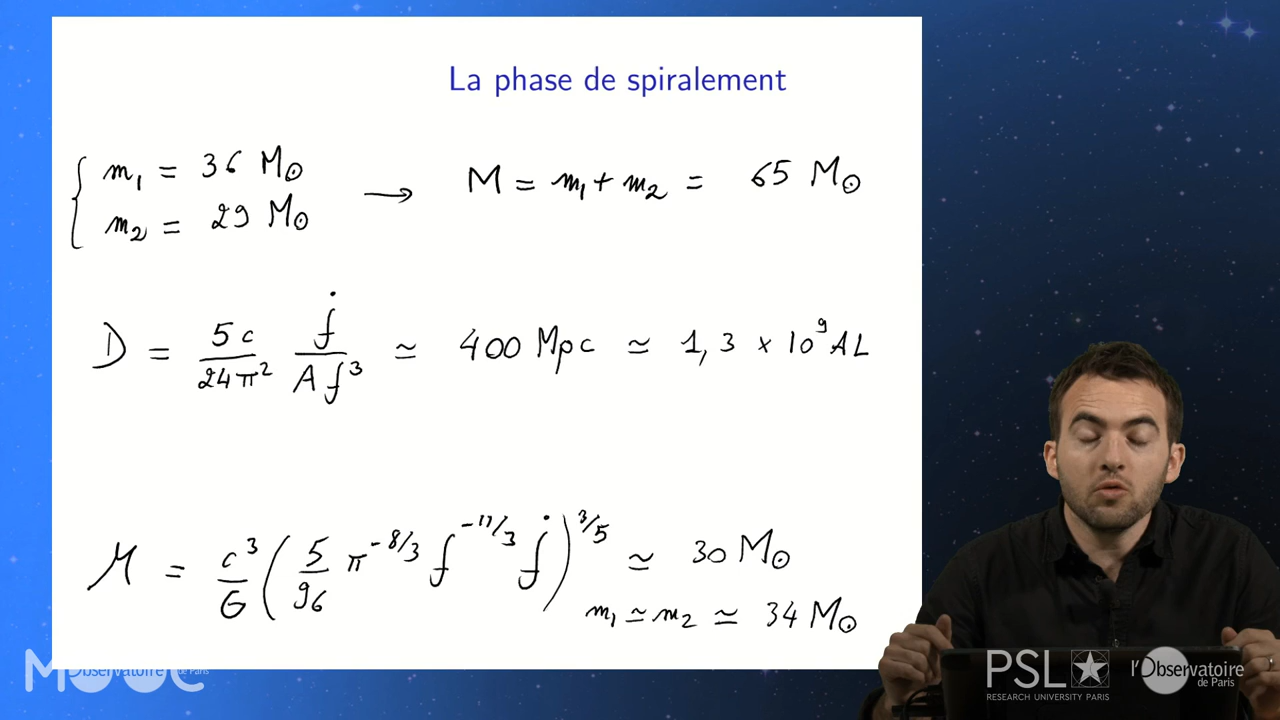 La phase de spiralement
{ m₁ = 36 M☉
m₂ = 29 M☉
→ M = m₁ + m₂ = 65 M☉
D = 5c/24π² ḟ/Af³ ≃ 400 Mpc ≃ 1,3 × 10⁹ AL
ℳ = c³/G (5/96 π^-8/3 f^-11/3 ḟ)^3/5 ≃ 30 M☉
m₁ ≃ m₂ ≃ 34 M☉
MOOC
l'Observatoire de Paris
PSL
RESEARCH UNIVERSITY PARIS
l'Observatoire
de Paris